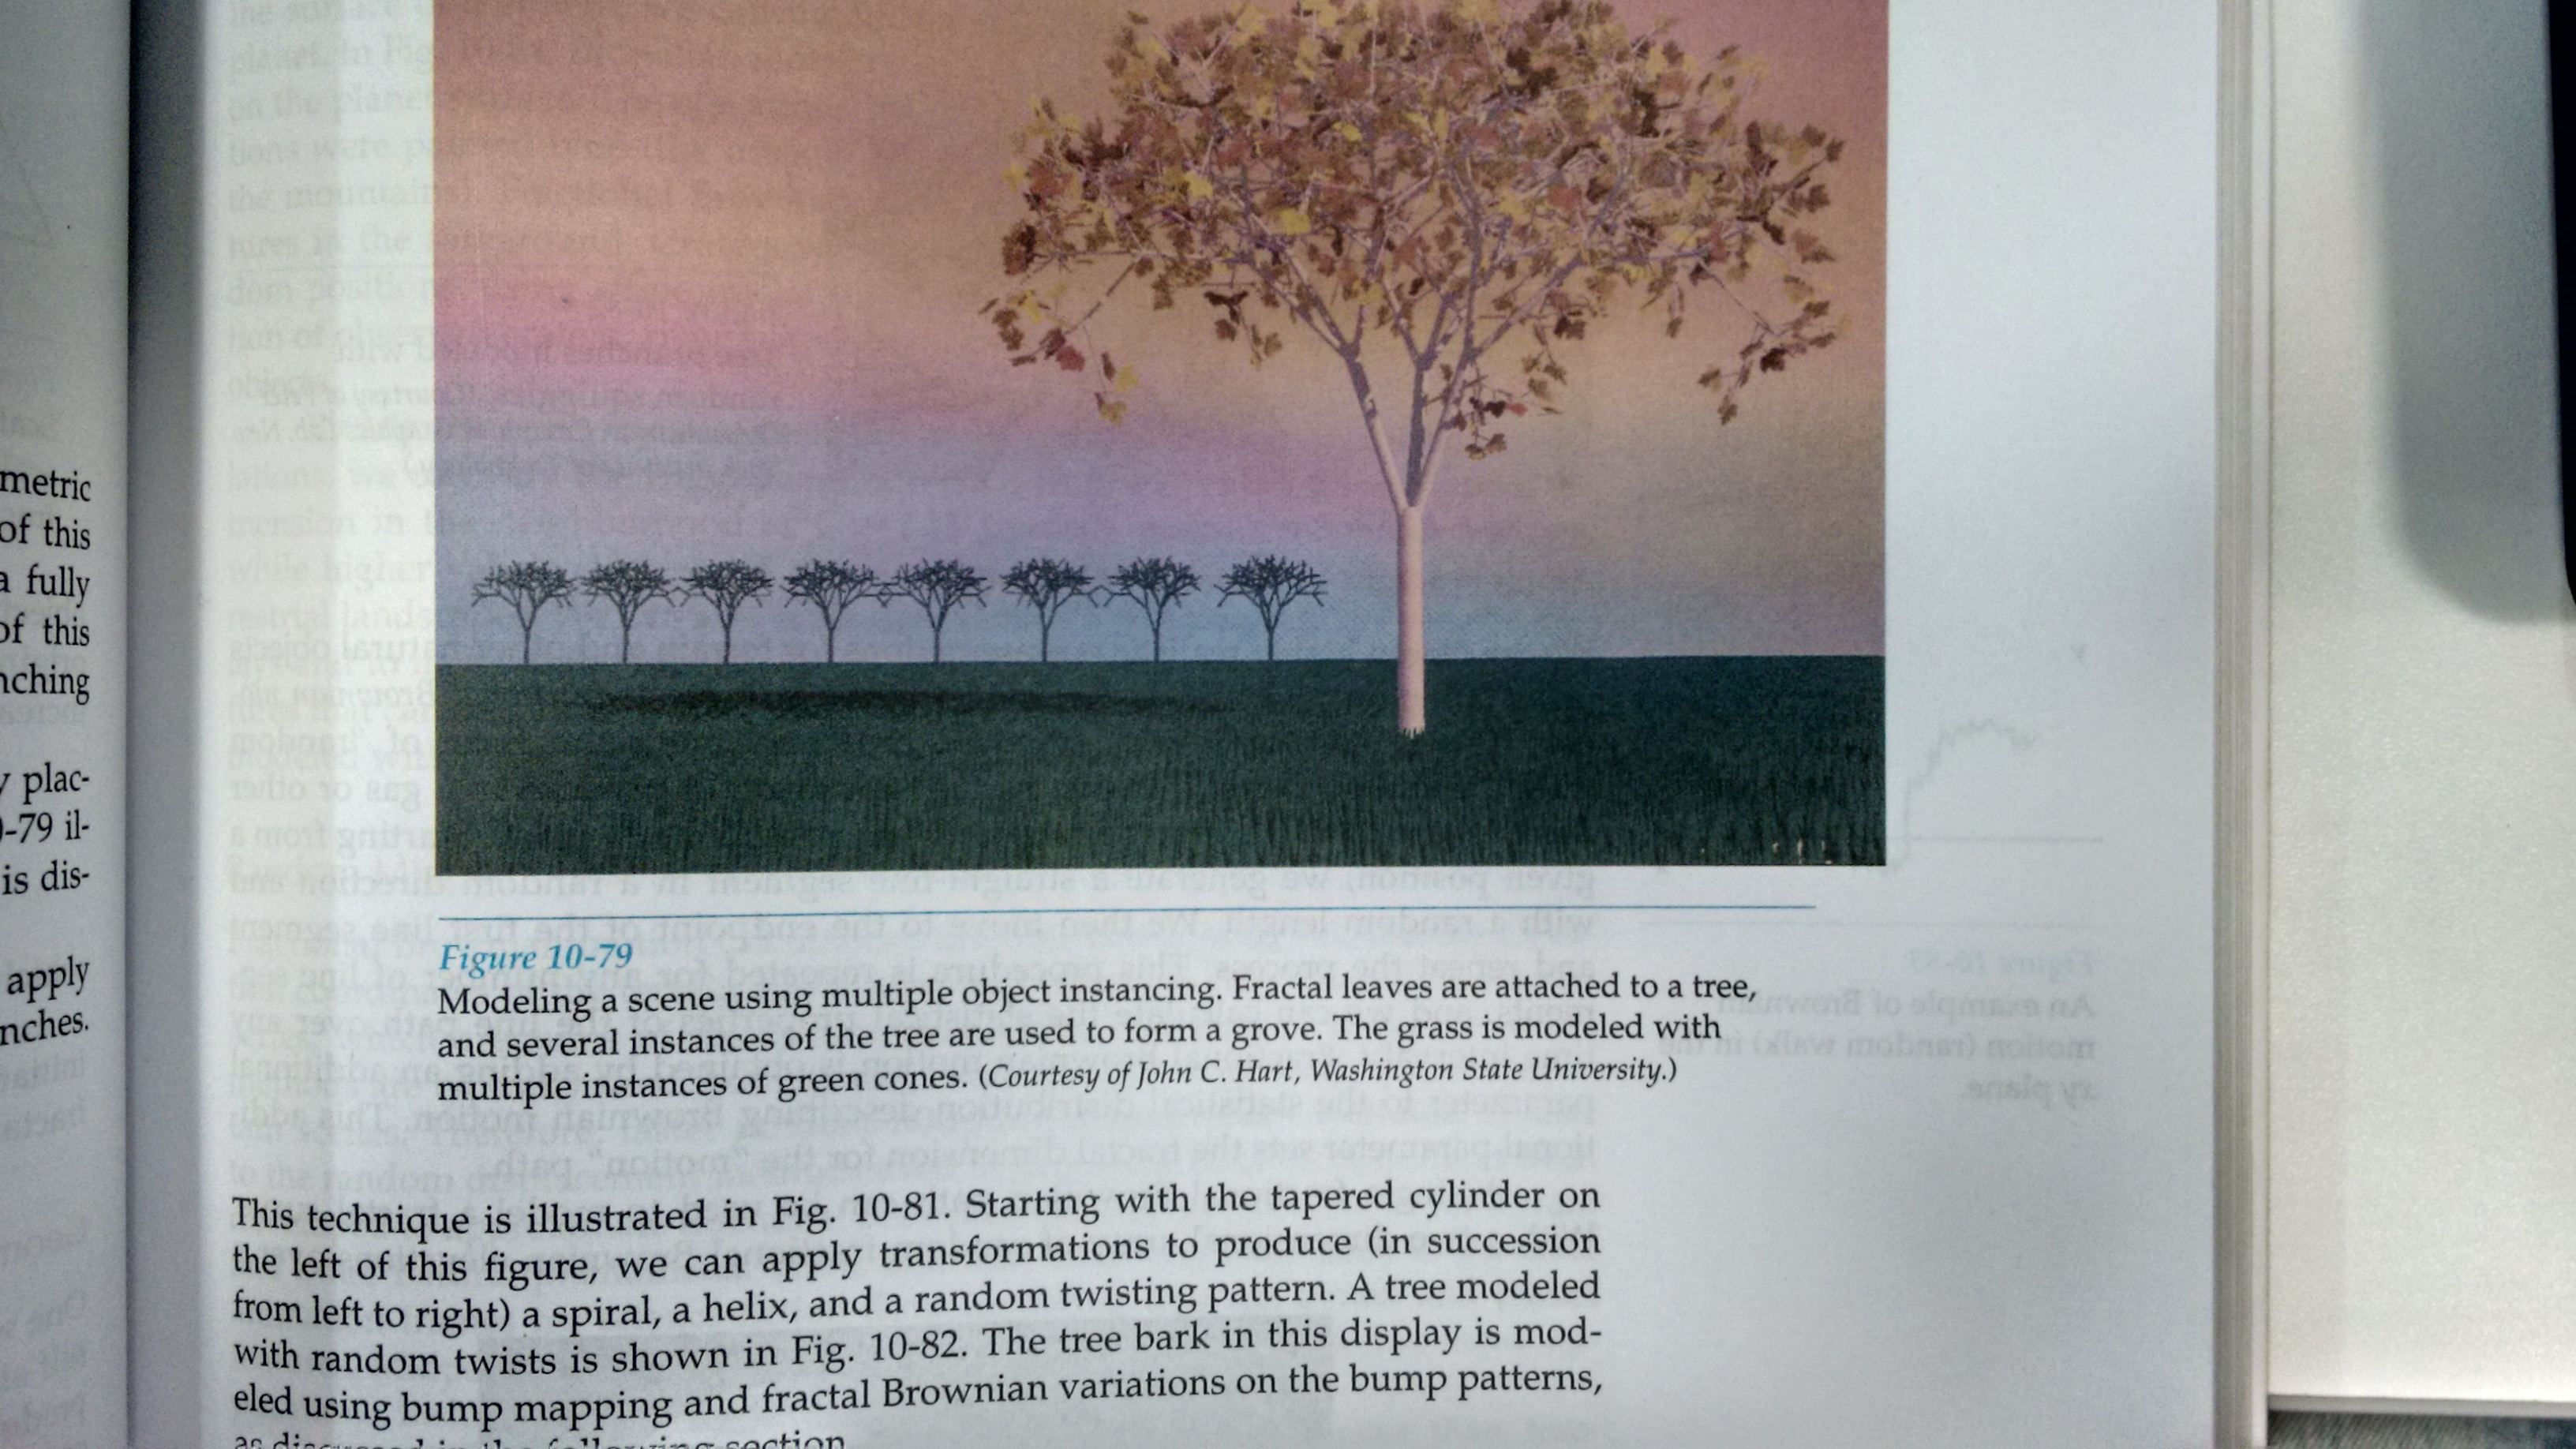 metric
of this
a fully
of this
nching
y plac-
-79 il-
is dis-
apply
nches.
Figure 10-79
Modeling a scene using multiple object instancing. Fractal leaves are attached to a tree,
and several instances of the tree are used to form a grove. The grass is modeled with
multiple instances of green cones. (Courtesy of John C. Hart, Washington State University.)
This technique is illustrated in Fig. 10-81. Starting with the tapered cylinder on
the left of this figure, we can apply transformations to produce (in succession
from left to right) a spiral, a helix, and a random twisting pattern. A tree modeled
with random twists is shown in Fig. 10-82. The tree bark in this display is mod-
eled using bump mapping and fractal Brownian variations on the bump patterns,
as discussed in the following section.